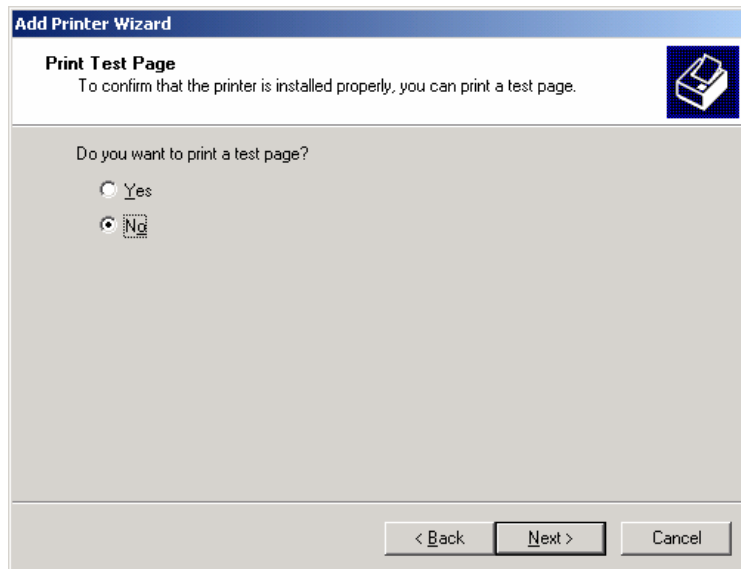 Add Printer Wizard
Print Test Page
To confirm that the printer is installed properly, you can print a test page.
Do you want to print a test page?
Yes
No
< Back
Next >
Cancel